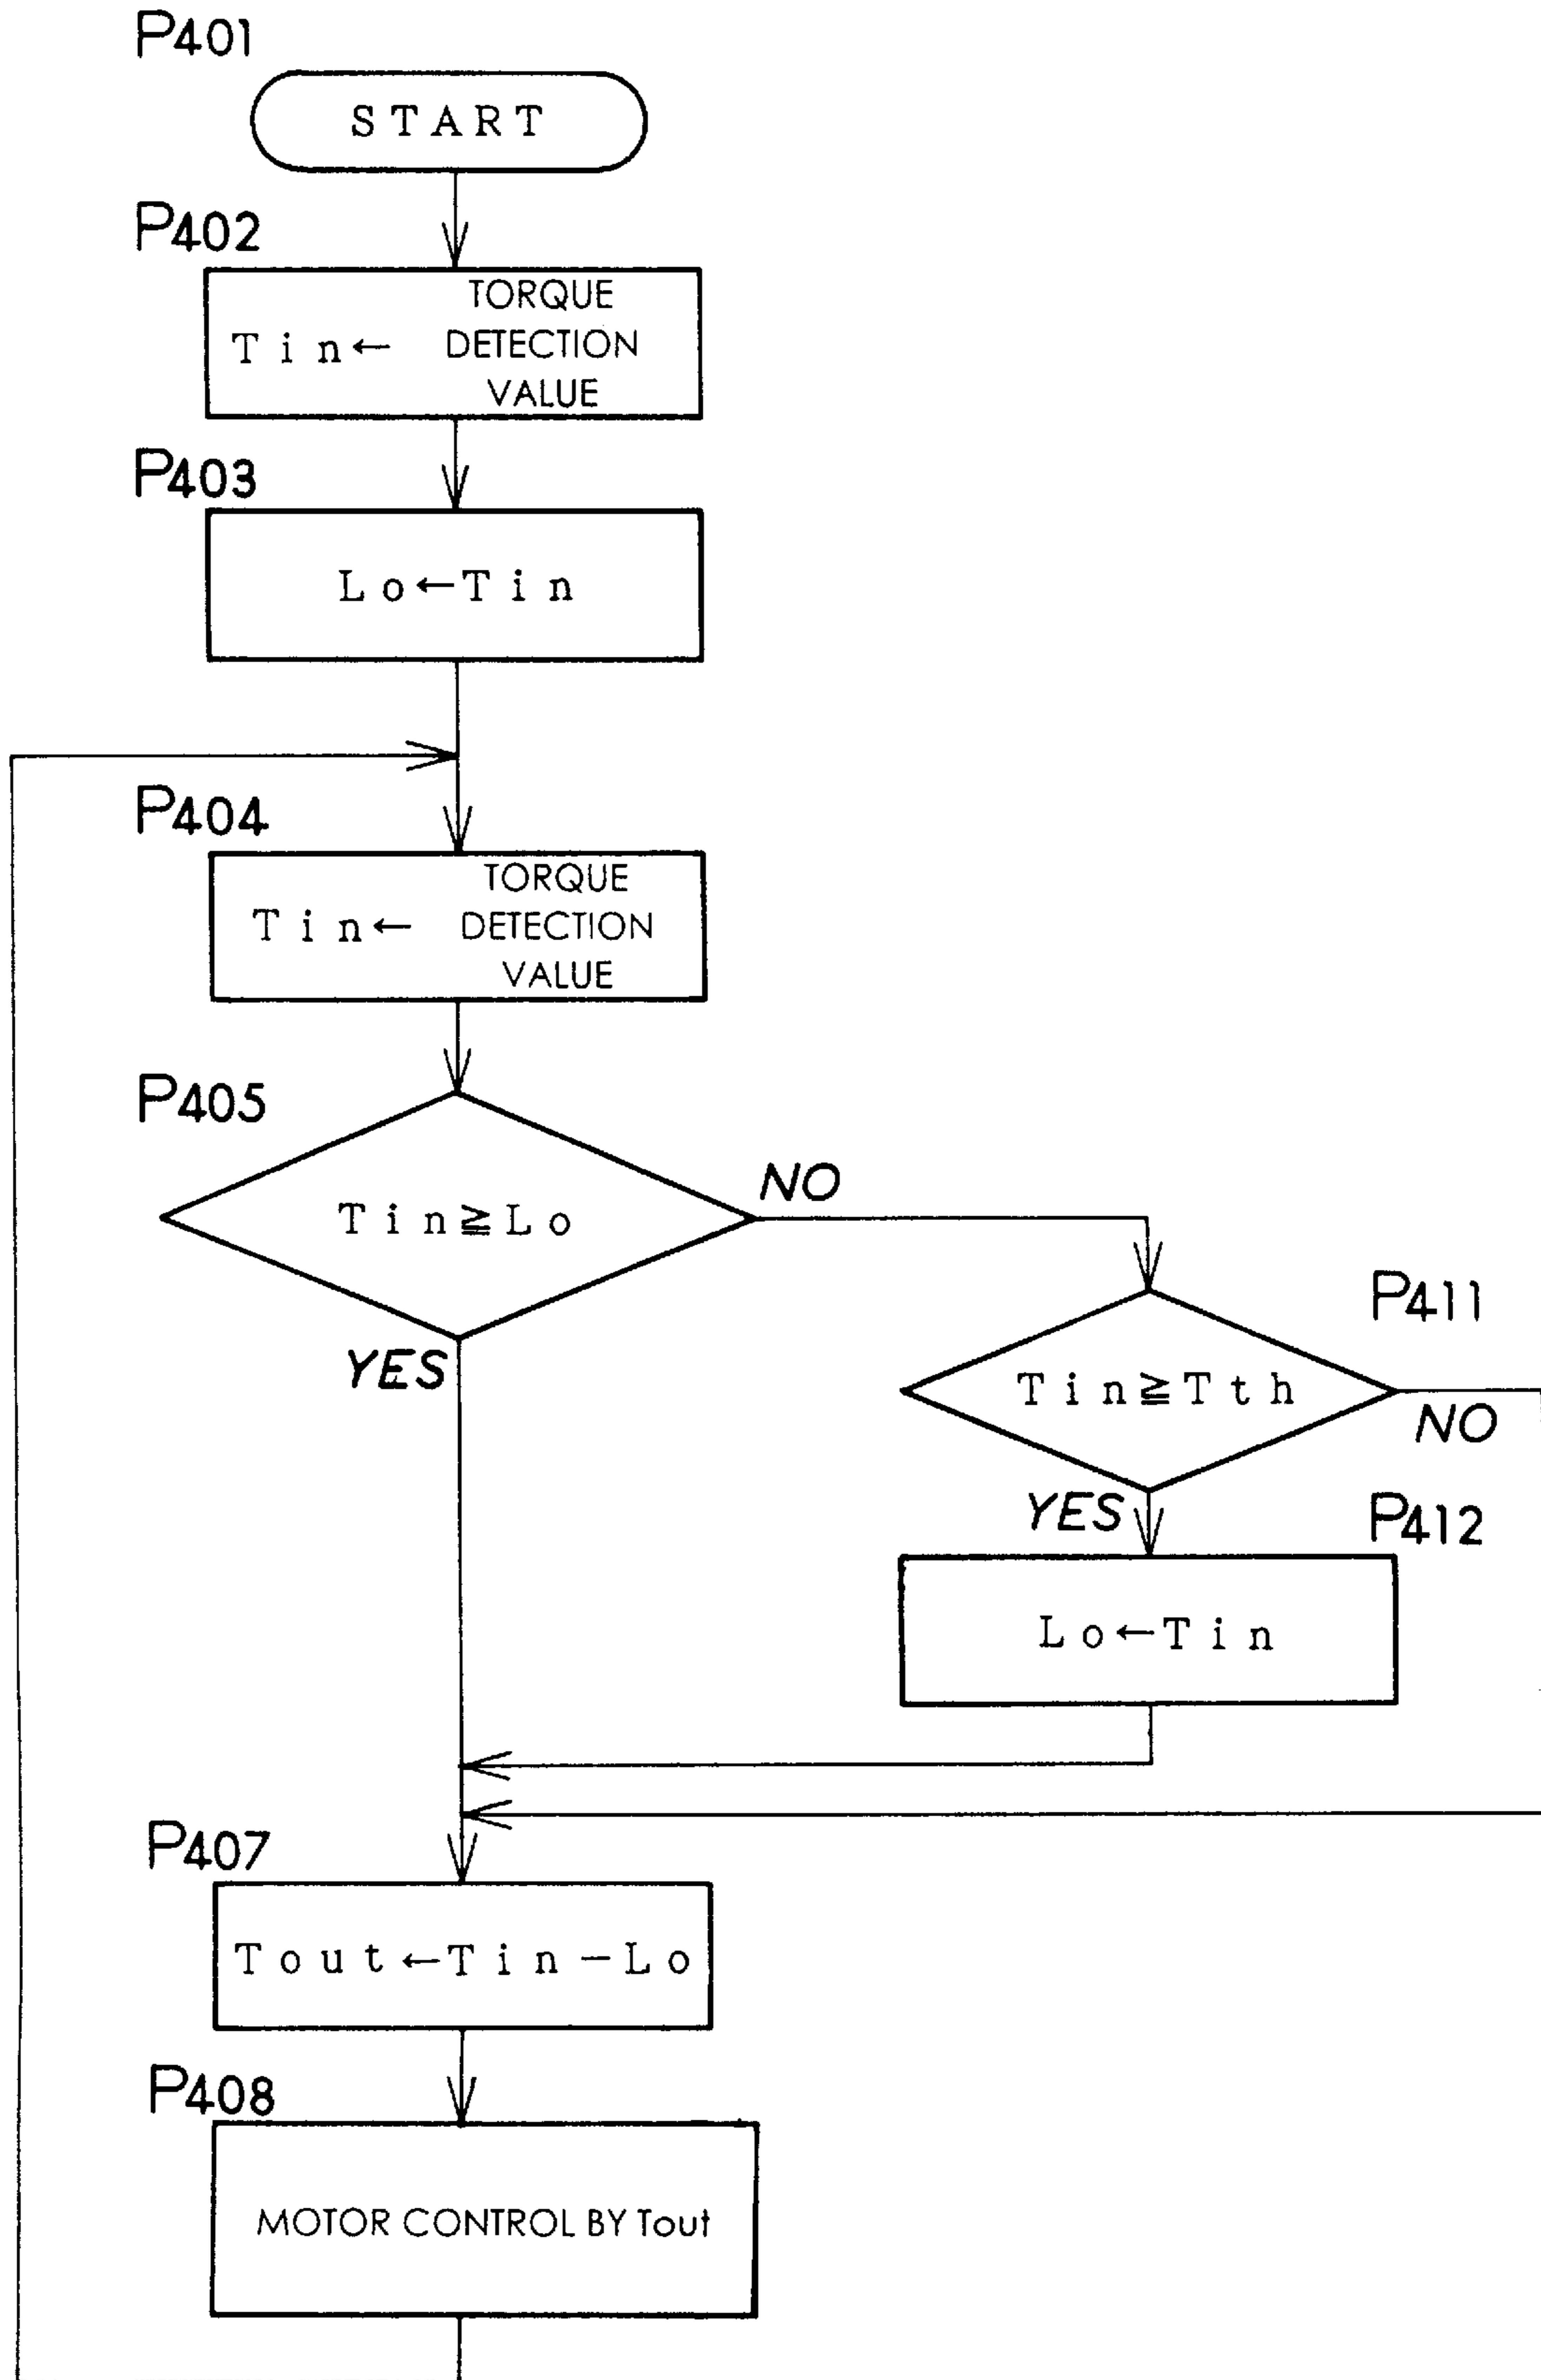 P401
START
P402
Tin← TORQUE
DETECTION
VALUE
P403
Lo←Tin
P404
Tin← TORQUE
DETECTION
VALUE
P405
Tin≧Lo
NO
YES
P411
Tin≧Tth
NO
YES
P412
Lo←Tin
P407
Tout←Tin−Lo
P408
MOTOR CONTROL BY Tout